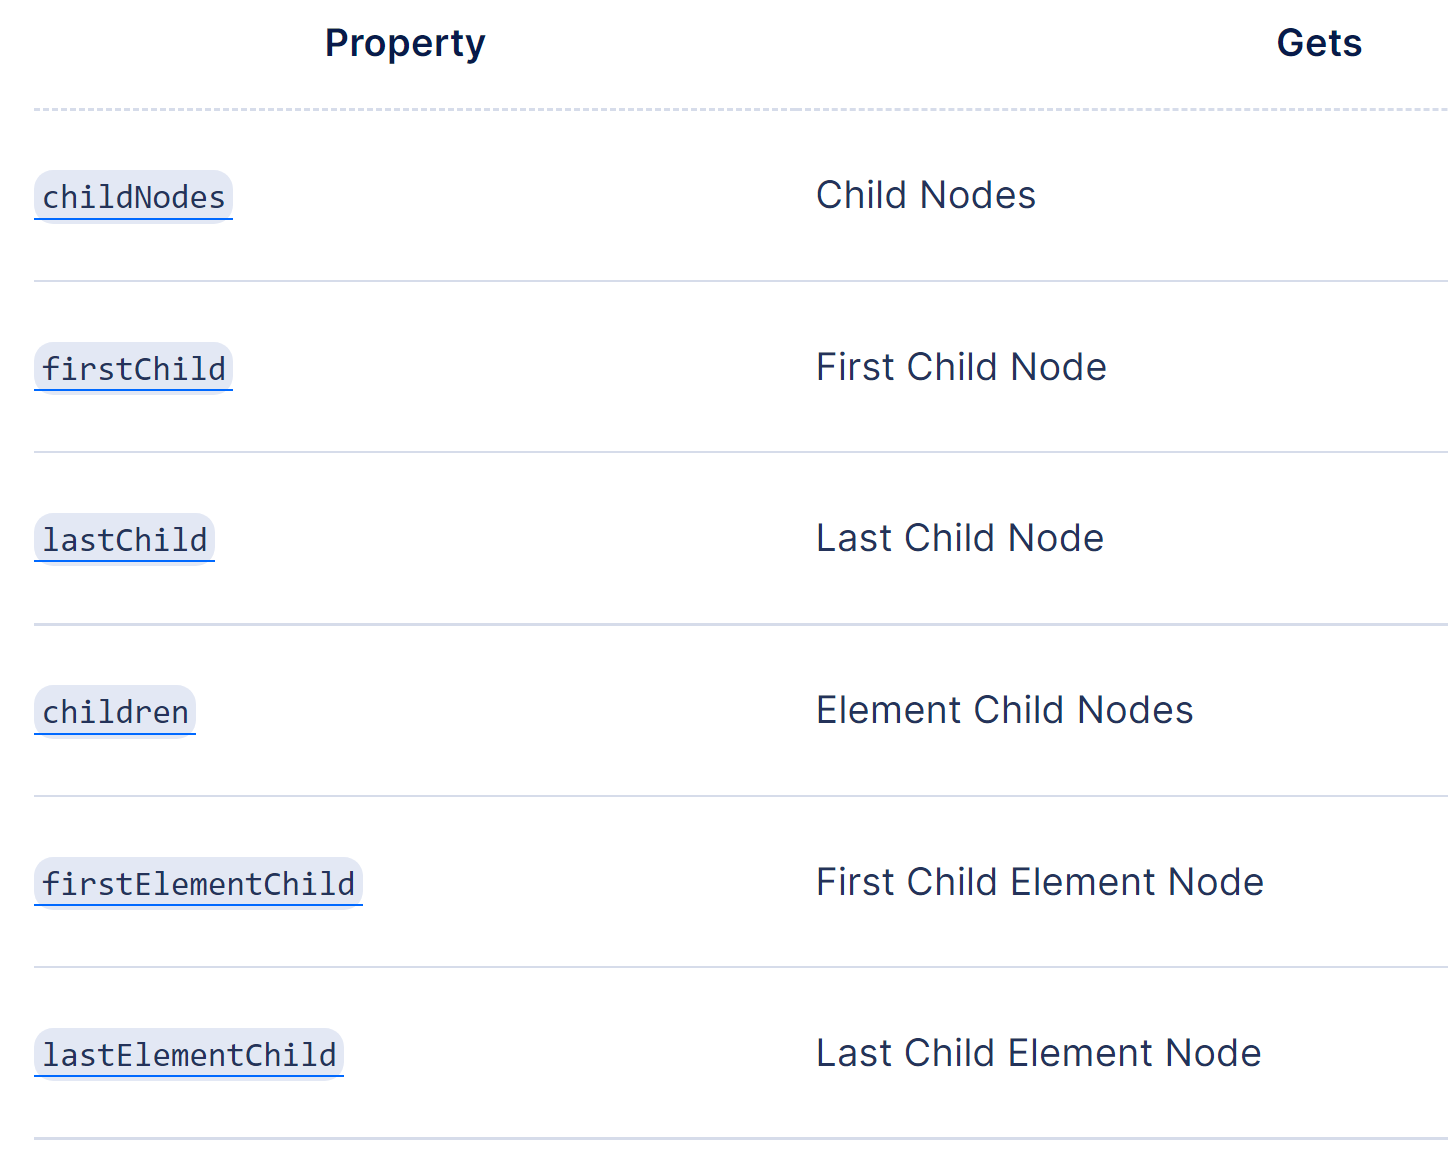 Property Gets
childNodes Child Nodes
firstChild First Child Node
lastChild Last Child Node
children Element Child Nodes
firstElementChild First Child Element Node
lastElementChild Last Child Element Node